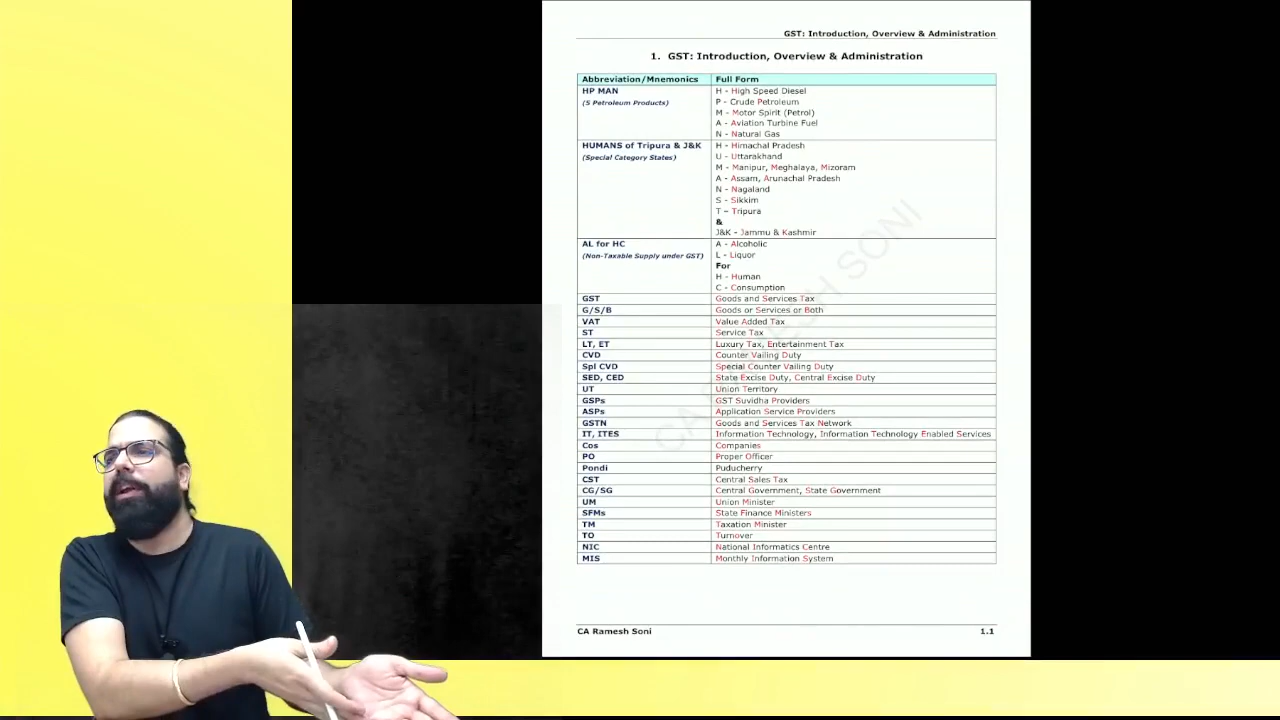 GST: Introduction, Overview & Administration
1. GST: Introduction, Overview & Administration
Abbreviation/Mnemonics Full Form
HP MAN H - High Speed Diesel
(5 Petroleum Products) P - Crude Petroleum
M - Motor Spirit (Petrol)
A - Aviation Turbine Fuel
N - Natural Gas
HUMANS of Tripura & J&K H - Himachal Pradesh
(Special Category States) U - Uttarakhand
M - Manipur, Meghalaya, Mizoram
A - Assam, Arunachal Pradesh
N - Nagaland
S - Sikkim
T – Tripura
&
J&K - Jammu & Kashmir
AL for HC A - Alcoholic
(Non-Taxable Supply under GST) L - Liquor
For
H - Human
C - Consumption
GST Goods and Services Tax
G/S/B Goods or Services or Both
VAT Value Added Tax
ST Service Tax
LT, ET Luxury Tax, Entertainment Tax
CVD Counter Vailing Duty
Spl CVD Special Counter Vailing Duty
SED, CED State Excise Duty, Central Excise Duty
UT Union Territory
GSPs GST Suvidha Providers
ASPs Application Service Providers
GSTN Goods and Services Tax Network
IT, ITES Information Technology, Information Technology Enabled Services
Cos Companies
PO Proper Officer
Pondi Puducherry
CST Central Sales Tax
CG/SG Central Government, State Government
UM Union Minister
SFMs State Finance Ministers
TM Taxation Minister
TO Turnover
NIC National Informatics Centre
MIS Monthly Information System
CA RAMESH SONI
CA Ramesh Soni 1.1